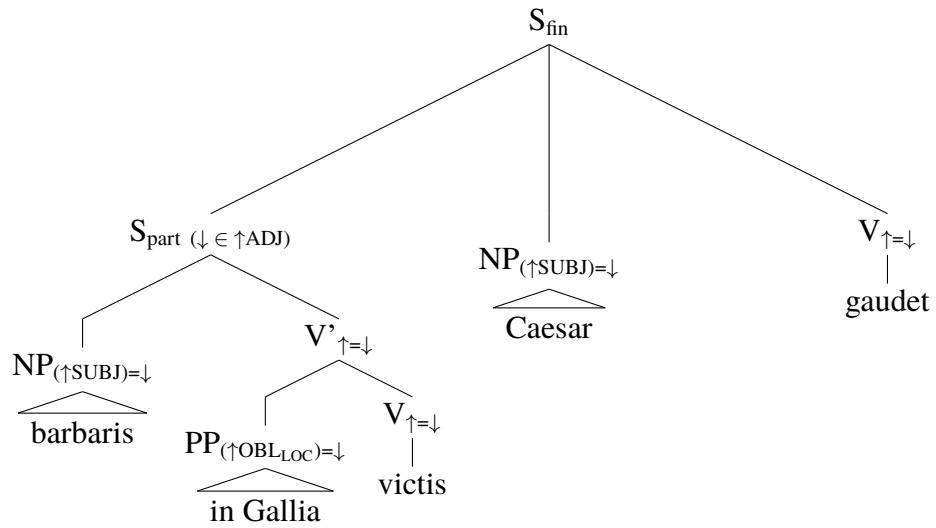 S_fin
S_part (↓ ∈ ↑ADJ)
NP_(↑SUBJ)=↓
V_↑=↓
barbaris
V’_↑=↓
Caesar
gaudet
NP_(↑SUBJ)=↓
PP_(↑OBL_LOC)=↓
V_↑=↓
in Gallia
victis